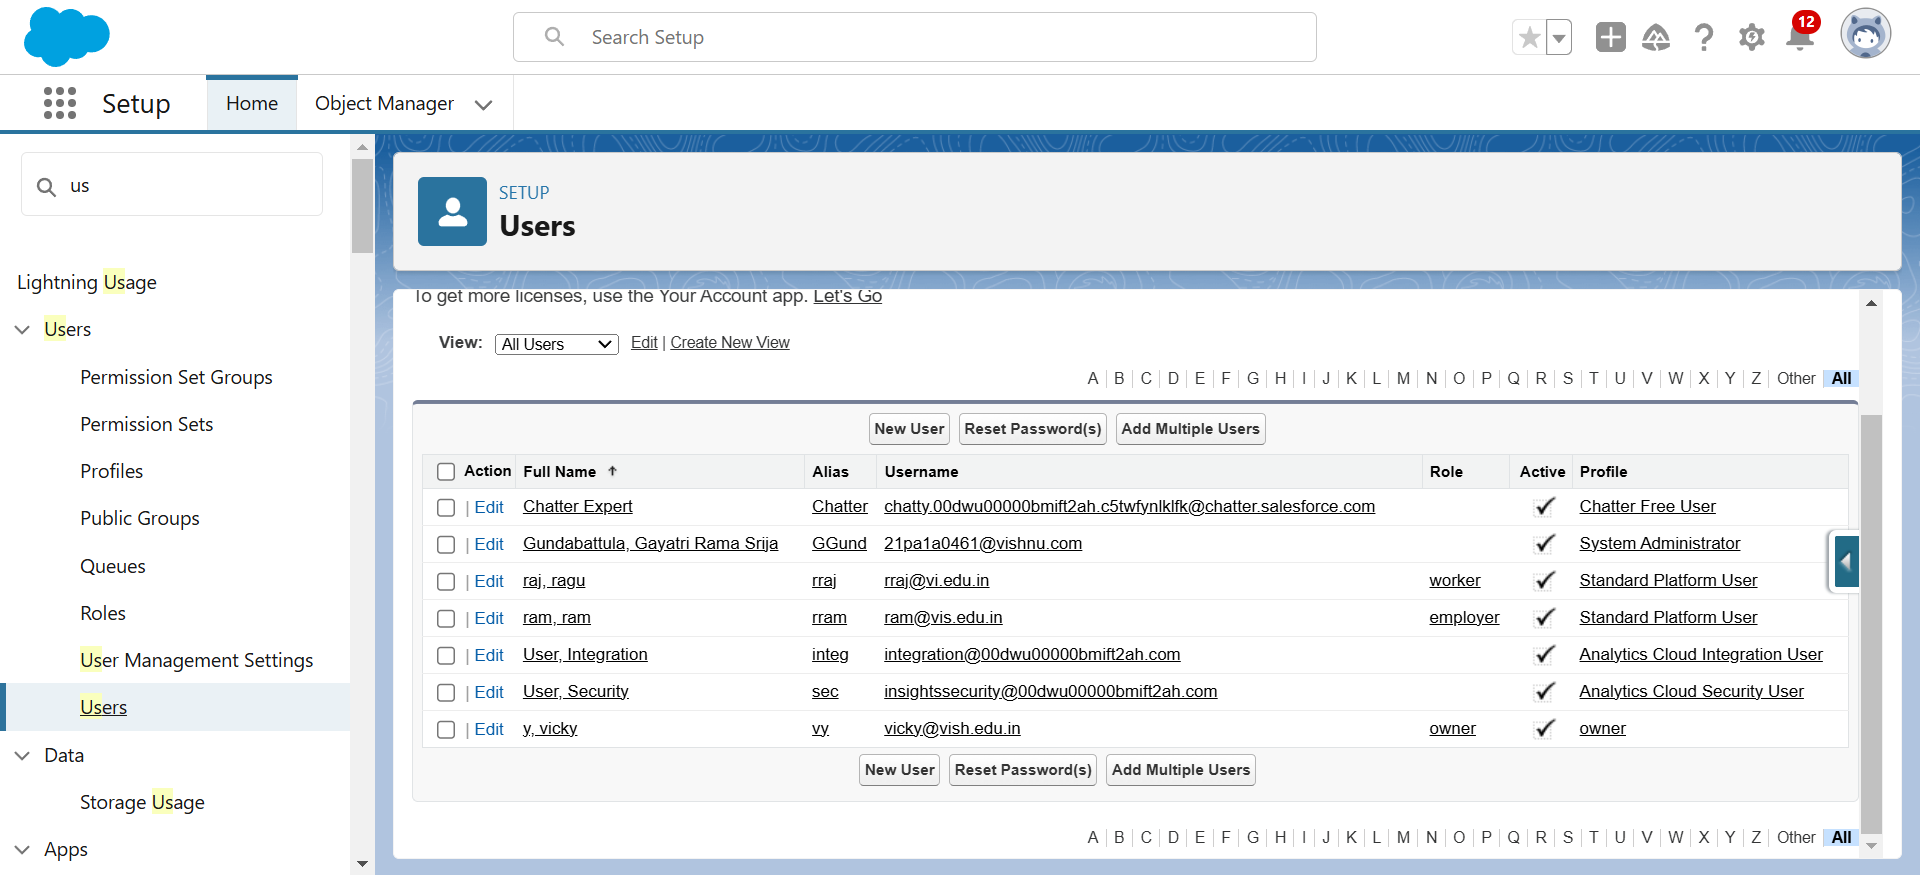 Search Setup
12
Setup
Home
Object Manager
us
Lightning Usage
Users
Permission Set Groups
Permission Sets
Profiles
Public Groups
Queues
Roles
User Management Settings
Users
Data
Storage Usage
Apps
SETUP
Users
To get more licenses, use the Your Account app. Let's Go
View: All Users Edit | Create New View
A B C D E F G H I J K L M N O P Q R S T U V W X Y Z Other All
New User Reset Password(s) Add Multiple Users
Action Full Name Alias Username Role Active Profile
| Edit Chatter Expert Chatter chatty.00dwu00000bmift2ah.c5twfynlklfk@chatter.salesforce.com Chatter Free User
| Edit Gundabattula, Gayatri Rama Srija GGund 21pa1a0461@vishnu.com System Administrator
| Edit raj, ragu rraj rraj@vi.edu.in worker Standard Platform User
| Edit ram, ram rram ram@vis.edu.in employer Standard Platform User
| Edit User, Integration integ integration@00dwu00000bmift2ah.com Analytics Cloud Integration User
| Edit User, Security sec insightssecurity@00dwu00000bmift2ah.com Analytics Cloud Security User
| Edit y, vicky vy vicky@vish.edu.in owner owner
New User Reset Password(s) Add Multiple Users
A B C D E F G H I J K L M N O P Q R S T U V W X Y Z Other All